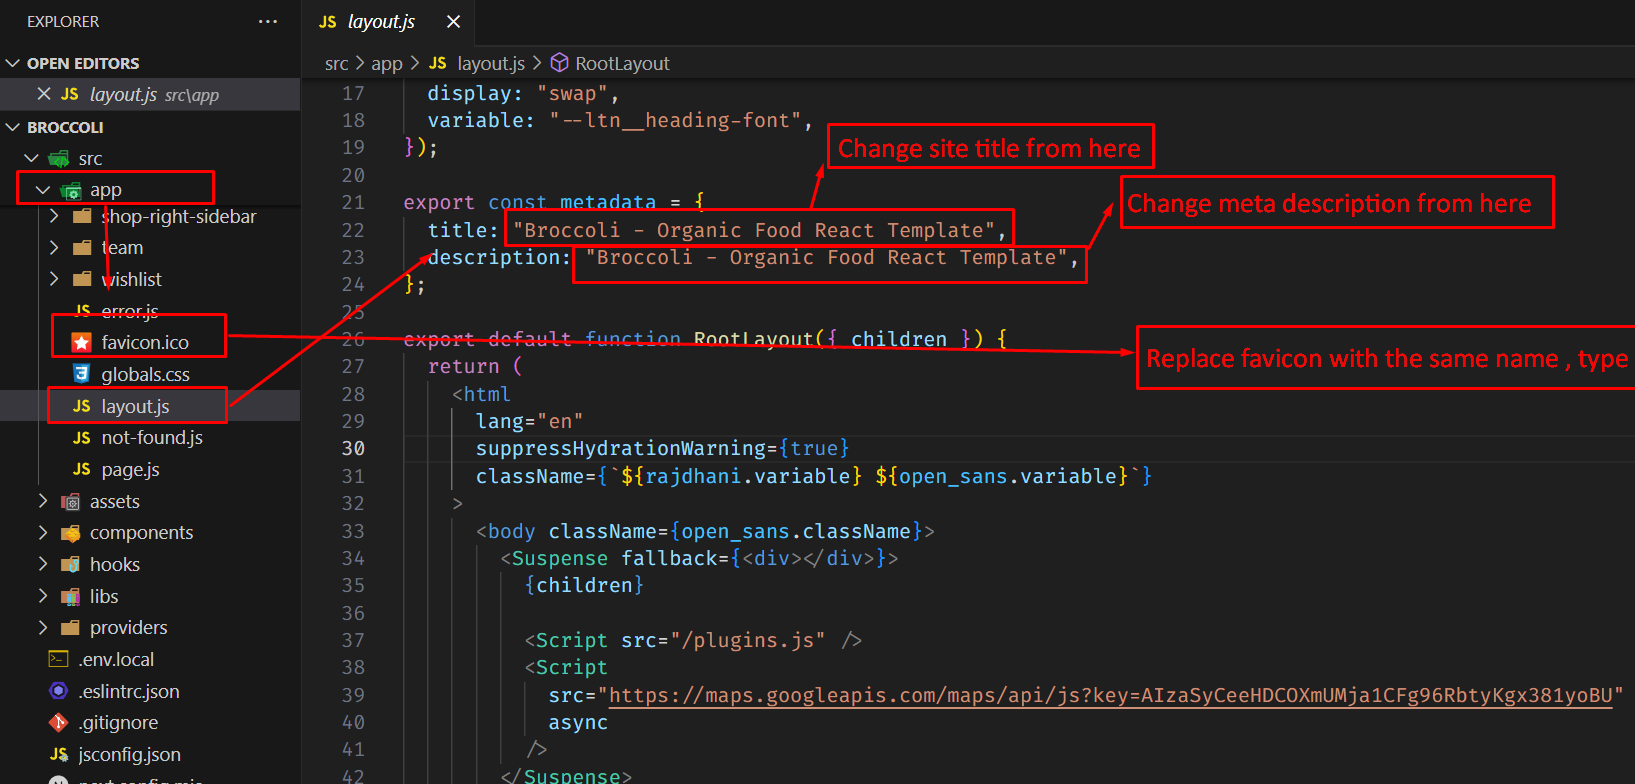 EXPLORER
···
OPEN EDITORS
JS layout.js src\app
BROCCOLI
src
app
shop-right-sidebar
team
wishlist
JS error.js
favicon.ico
globals.css
JS layout.js
JS not-found.js
JS page.js
assets
components
hooks
libs
providers
.env.local
.eslintrc.json
.gitignore
JS jsconfig.json
JS layout.js
src > app > JS layout.js > RootLayout
17 display: "swap",
18 variable: "--ltn__heading-font",
19 });
20
21 export const metadata = {
22 title: "Broccoli - Organic Food React Template",
23 description: "Broccoli - Organic Food React Template",
24 };
25
26 export default function RootLayout({ children }) {
27 return (
28 <html
29 lang="en"
30 suppressHydrationWarning={true}
31 className={`${rajdhani.variable} ${open_sans.variable}`}
32 >
33 <body className={open_sans.className}>
34 <Suspense fallback={<div></div>}>
35 {children}
36
37 <Script src="/plugins.js" />
38 <Script
39 src="https://maps.googleapis.com/maps/api/js?key=AIzaSyCeeHDCOXmUMja1CFg96RbtyKgx381yoBU"
40 async
41 />
42 </Suspense>
Change site title from here
Change meta description from here
Replace favicon with the same name , type